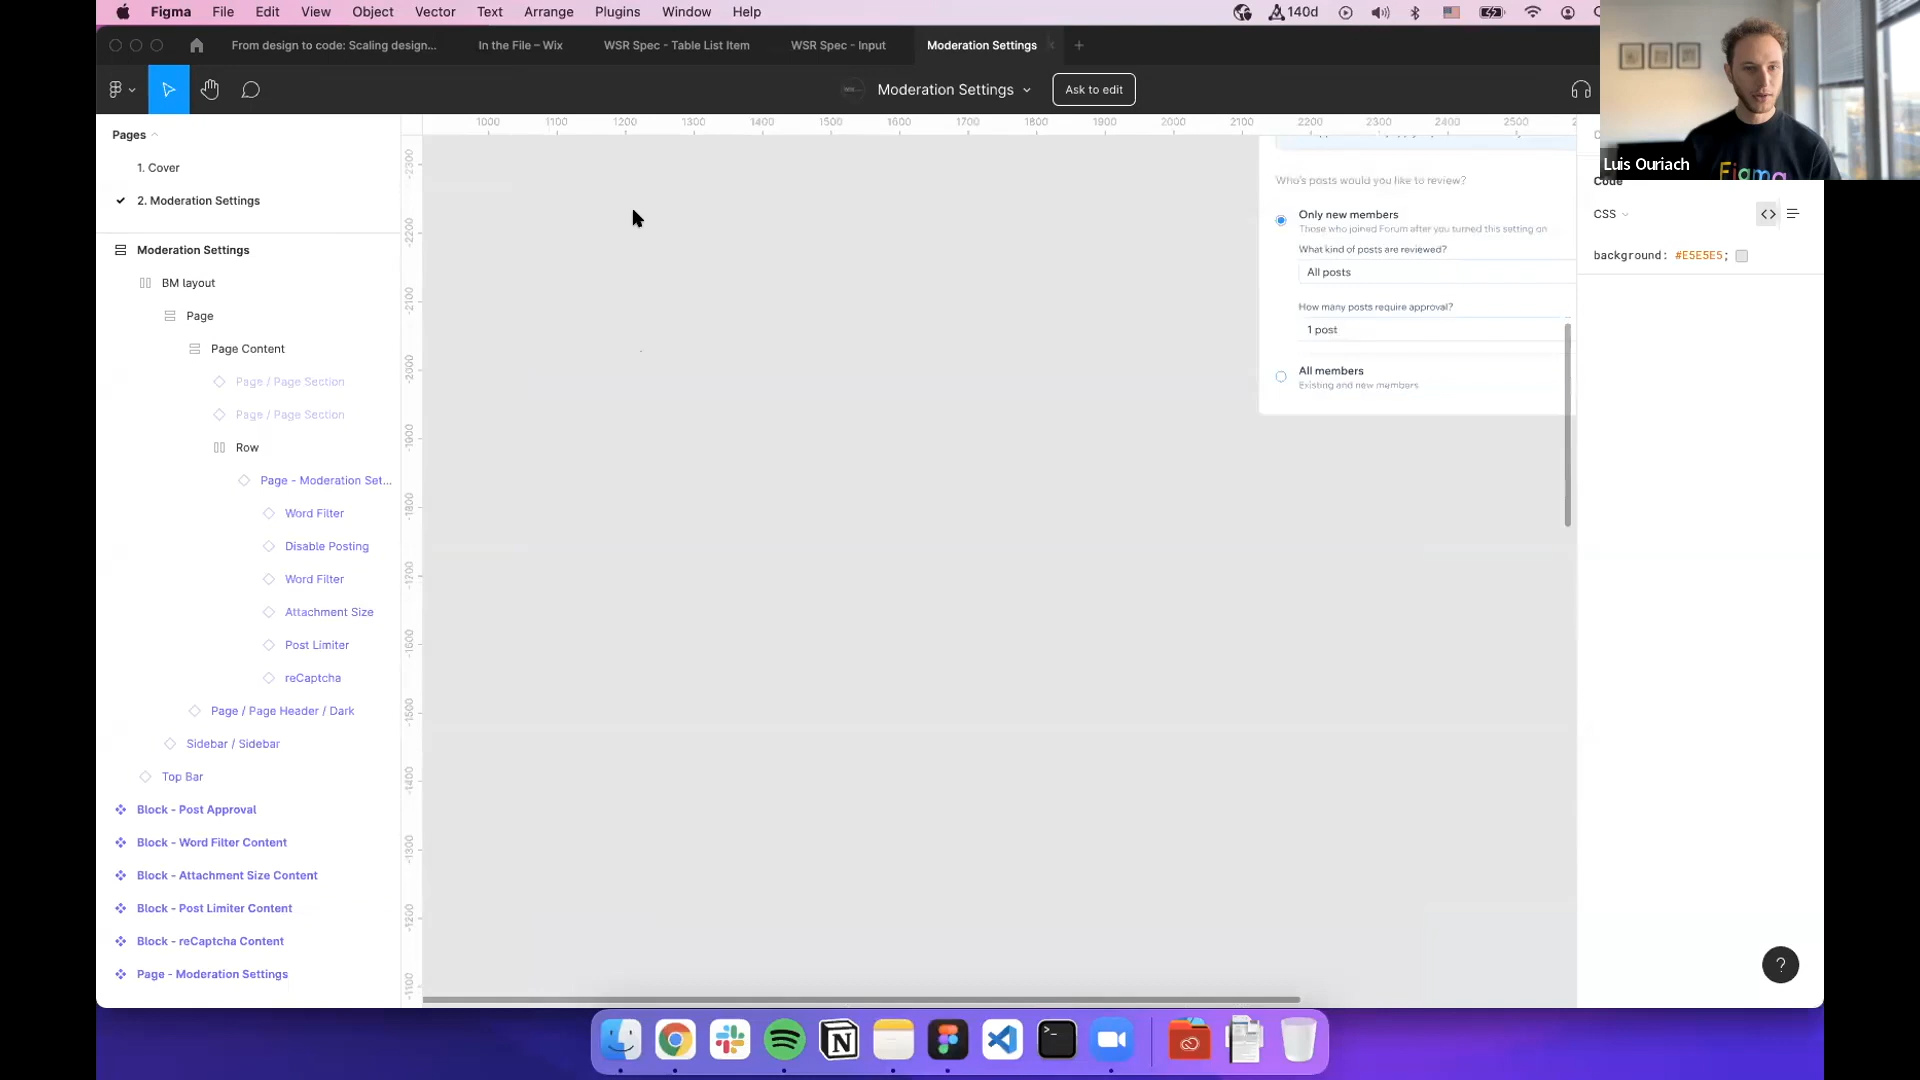 Figma File Edit View Object Vector Text Arrange Plugins Window Help
140d
From design to code: Scaling design... In the File – Wix WSR Spec - Table List Item WSR Spec - Input Moderation Settings
Moderation Settings
Ask to edit
Luis Ouriach
Figma
Pages
1. Cover
2. Moderation Settings
Moderation Settings
BM layout
Page
Page Content
Page / Page Section
Page / Page Section
Row
Page - Moderation Set...
Word Filter
Disable Posting
Word Filter
Attachment Size
Post Limiter
reCaptcha
Page / Page Header / Dark
Sidebar / Sidebar
Top Bar
Block - Post Approval
Block - Word Filter Content
Block - Attachment Size Content
Block - Post Limiter Content
Block - reCaptcha Content
Page - Moderation Settings
1000 1100 1200 1300 1400 1500 1600 1700 1800 1900 2000 2100 2200 2300 2400 2500
Who's posts would you like to review?
Only new members
Those who joined Forum after you turned this setting on
What kind of posts are reviewed?
All posts
How many posts require approval?
1 post
All members
Existing and new members
Code
CSS
background: #E5E5E5;
?